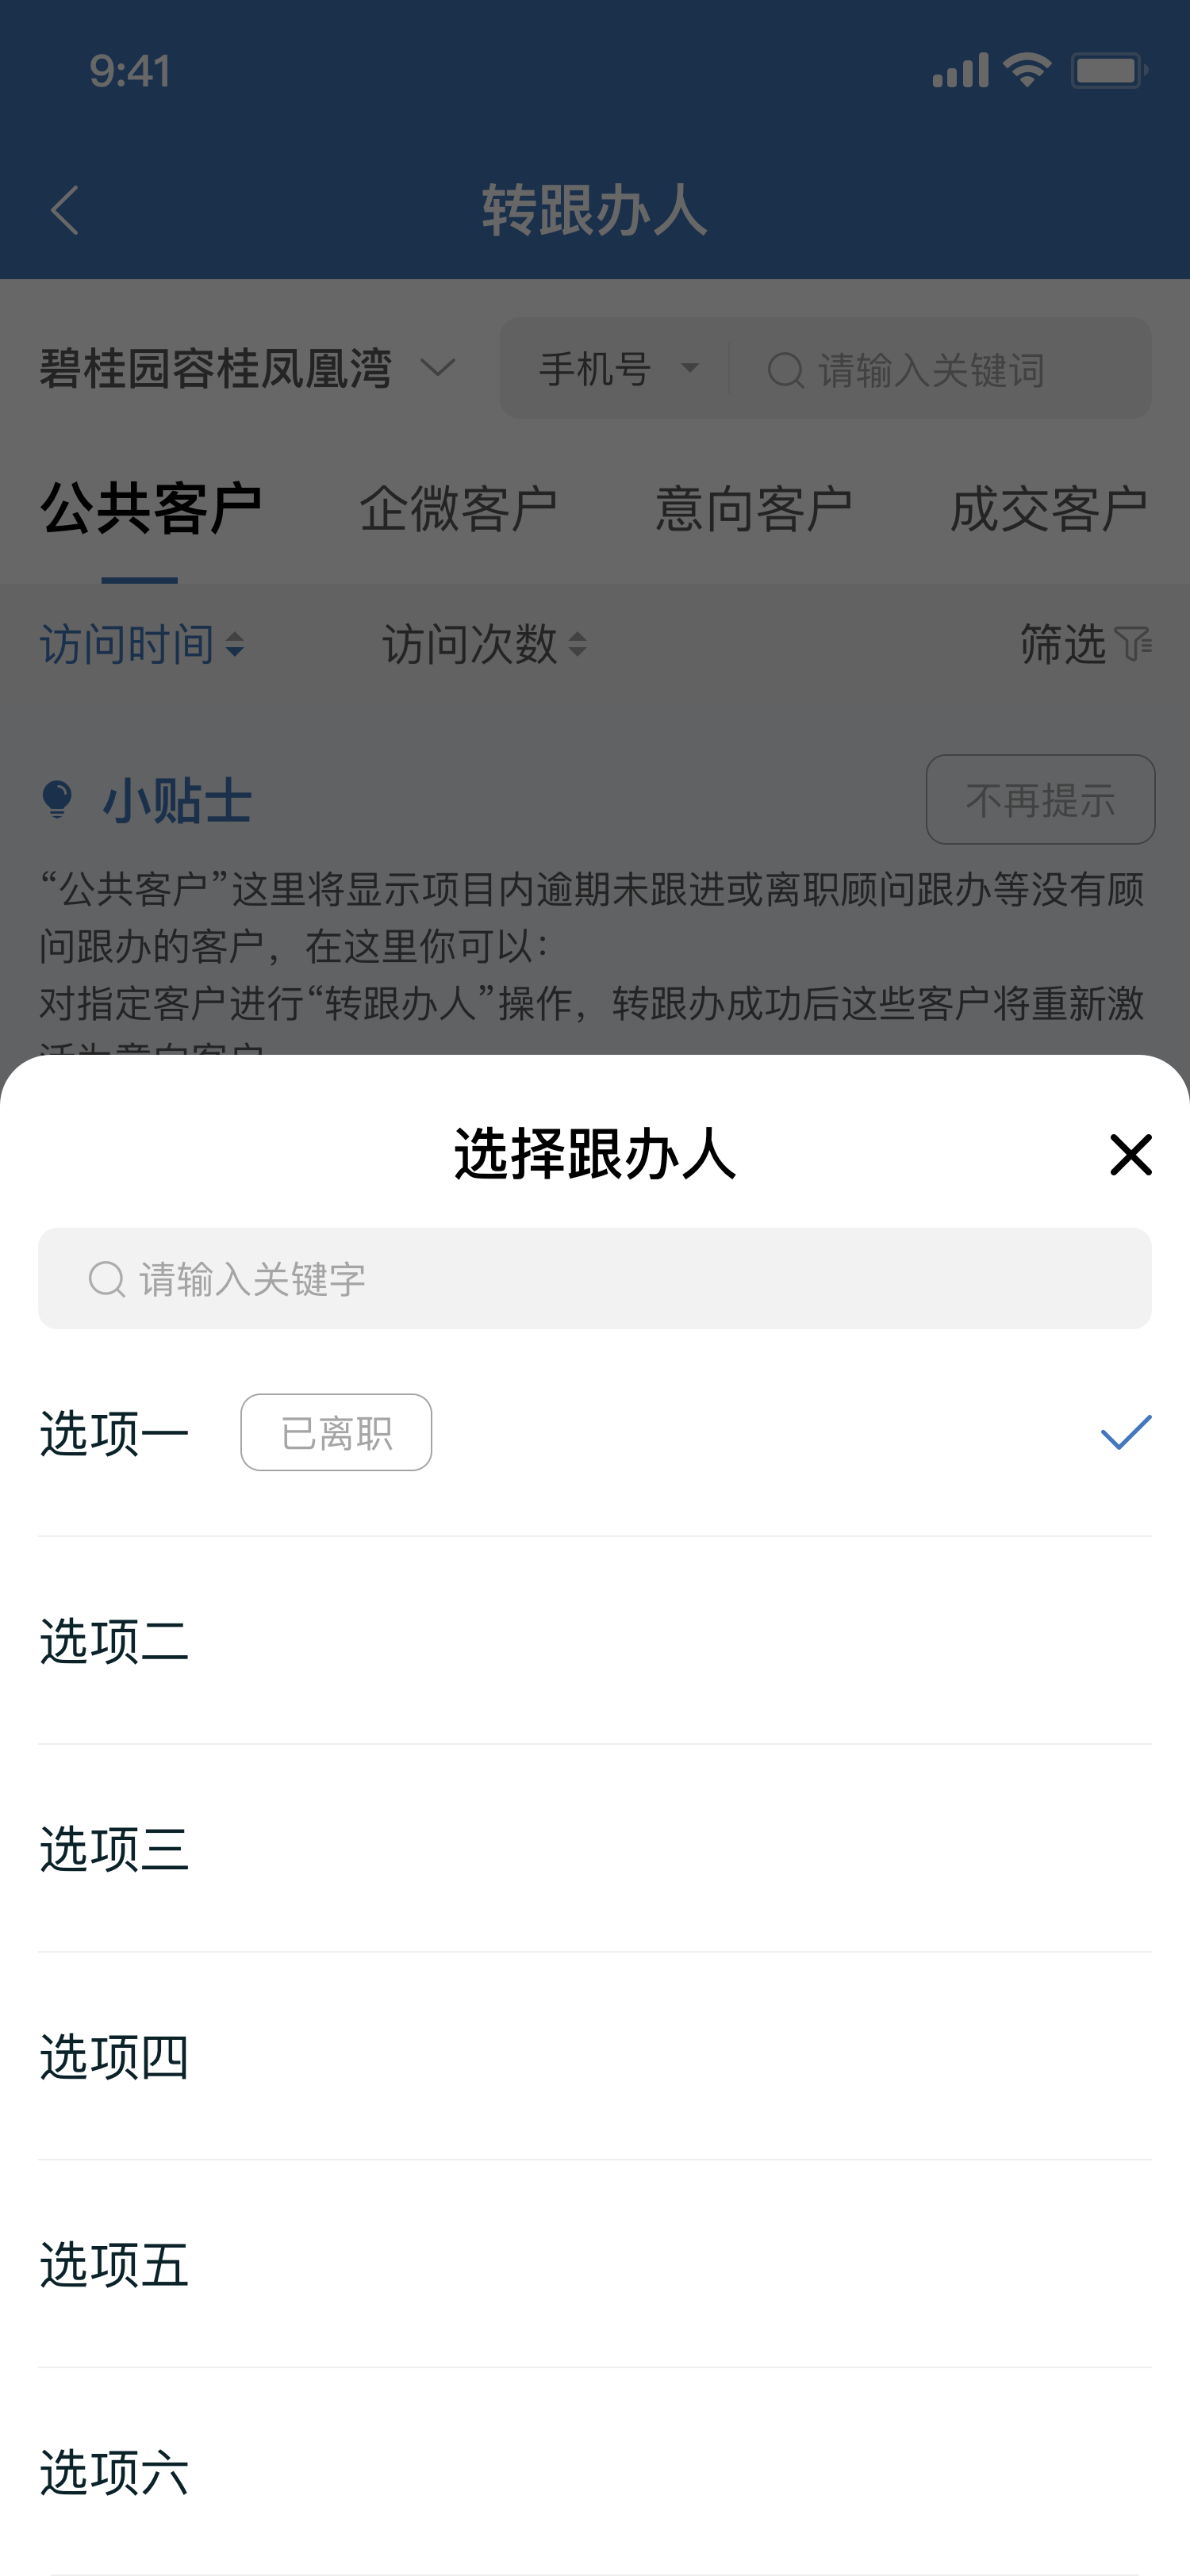 9:41
转跟办人
碧桂园容桂凤凰湾 手机号 请输入关键词
公共客户 企微客户 意向客户 成交客户
访问时间 访问次数 筛选
小贴士 不再提示
“公共客户”这里将显示项目内逾期未跟进或离职顾问跟办等没有顾
问跟办的客户，在这里你可以：
对指定客户进行“转跟办人”操作，转跟办成功后这些客户将重新激
活为意向客户
选择跟办人
请输入关键字
选项一 已离职
选项二
选项三
选项四
选项五
选项六